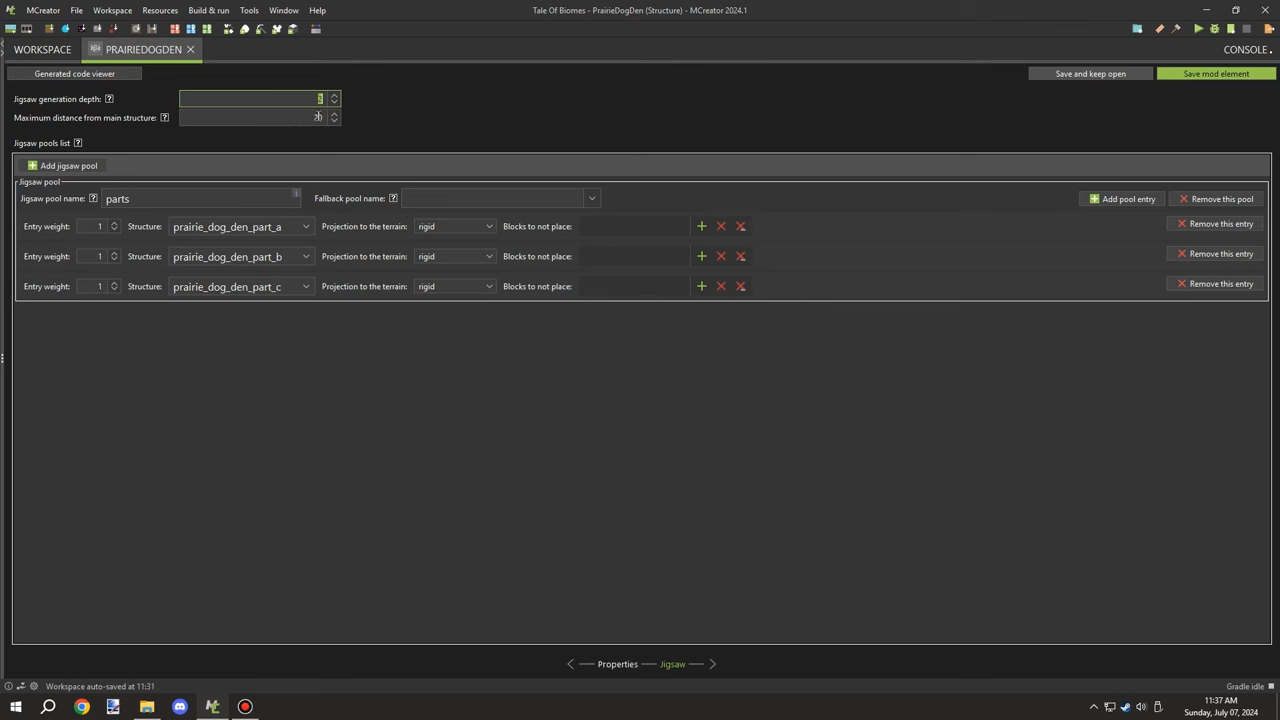 MCreator File Workspace Resources Build & run Tools Window Help
Tale Of Biomes - PrairieDogDen (Structure) - MCreator 2024.1
WORKSPACE PRAIRIEDOGDEN CONSOLE
Generated code viewer Save and keep open Save mod element
Jigsaw generation depth:
Maximum distance from main structure: 20
Jigsaw pools list
Add jigsaw pool
Jigsaw pool
Jigsaw pool name: parts Fallback pool name: Add pool entry Remove this pool
Entry weight: 1 Structure: prairie_dog_den_part_a Projection to the terrain: rigid Blocks to not place: Remove this entry
Entry weight: 1 Structure: prairie_dog_den_part_b Projection to the terrain: rigid Blocks to not place: Remove this entry
Entry weight: 1 Structure: prairie_dog_den_part_c Projection to the terrain: rigid Blocks to not place: Remove this entry
Properties Jigsaw
Workspace auto-saved at 11:31 Gradle idle
11:37 AM
Sunday, July 07, 2024